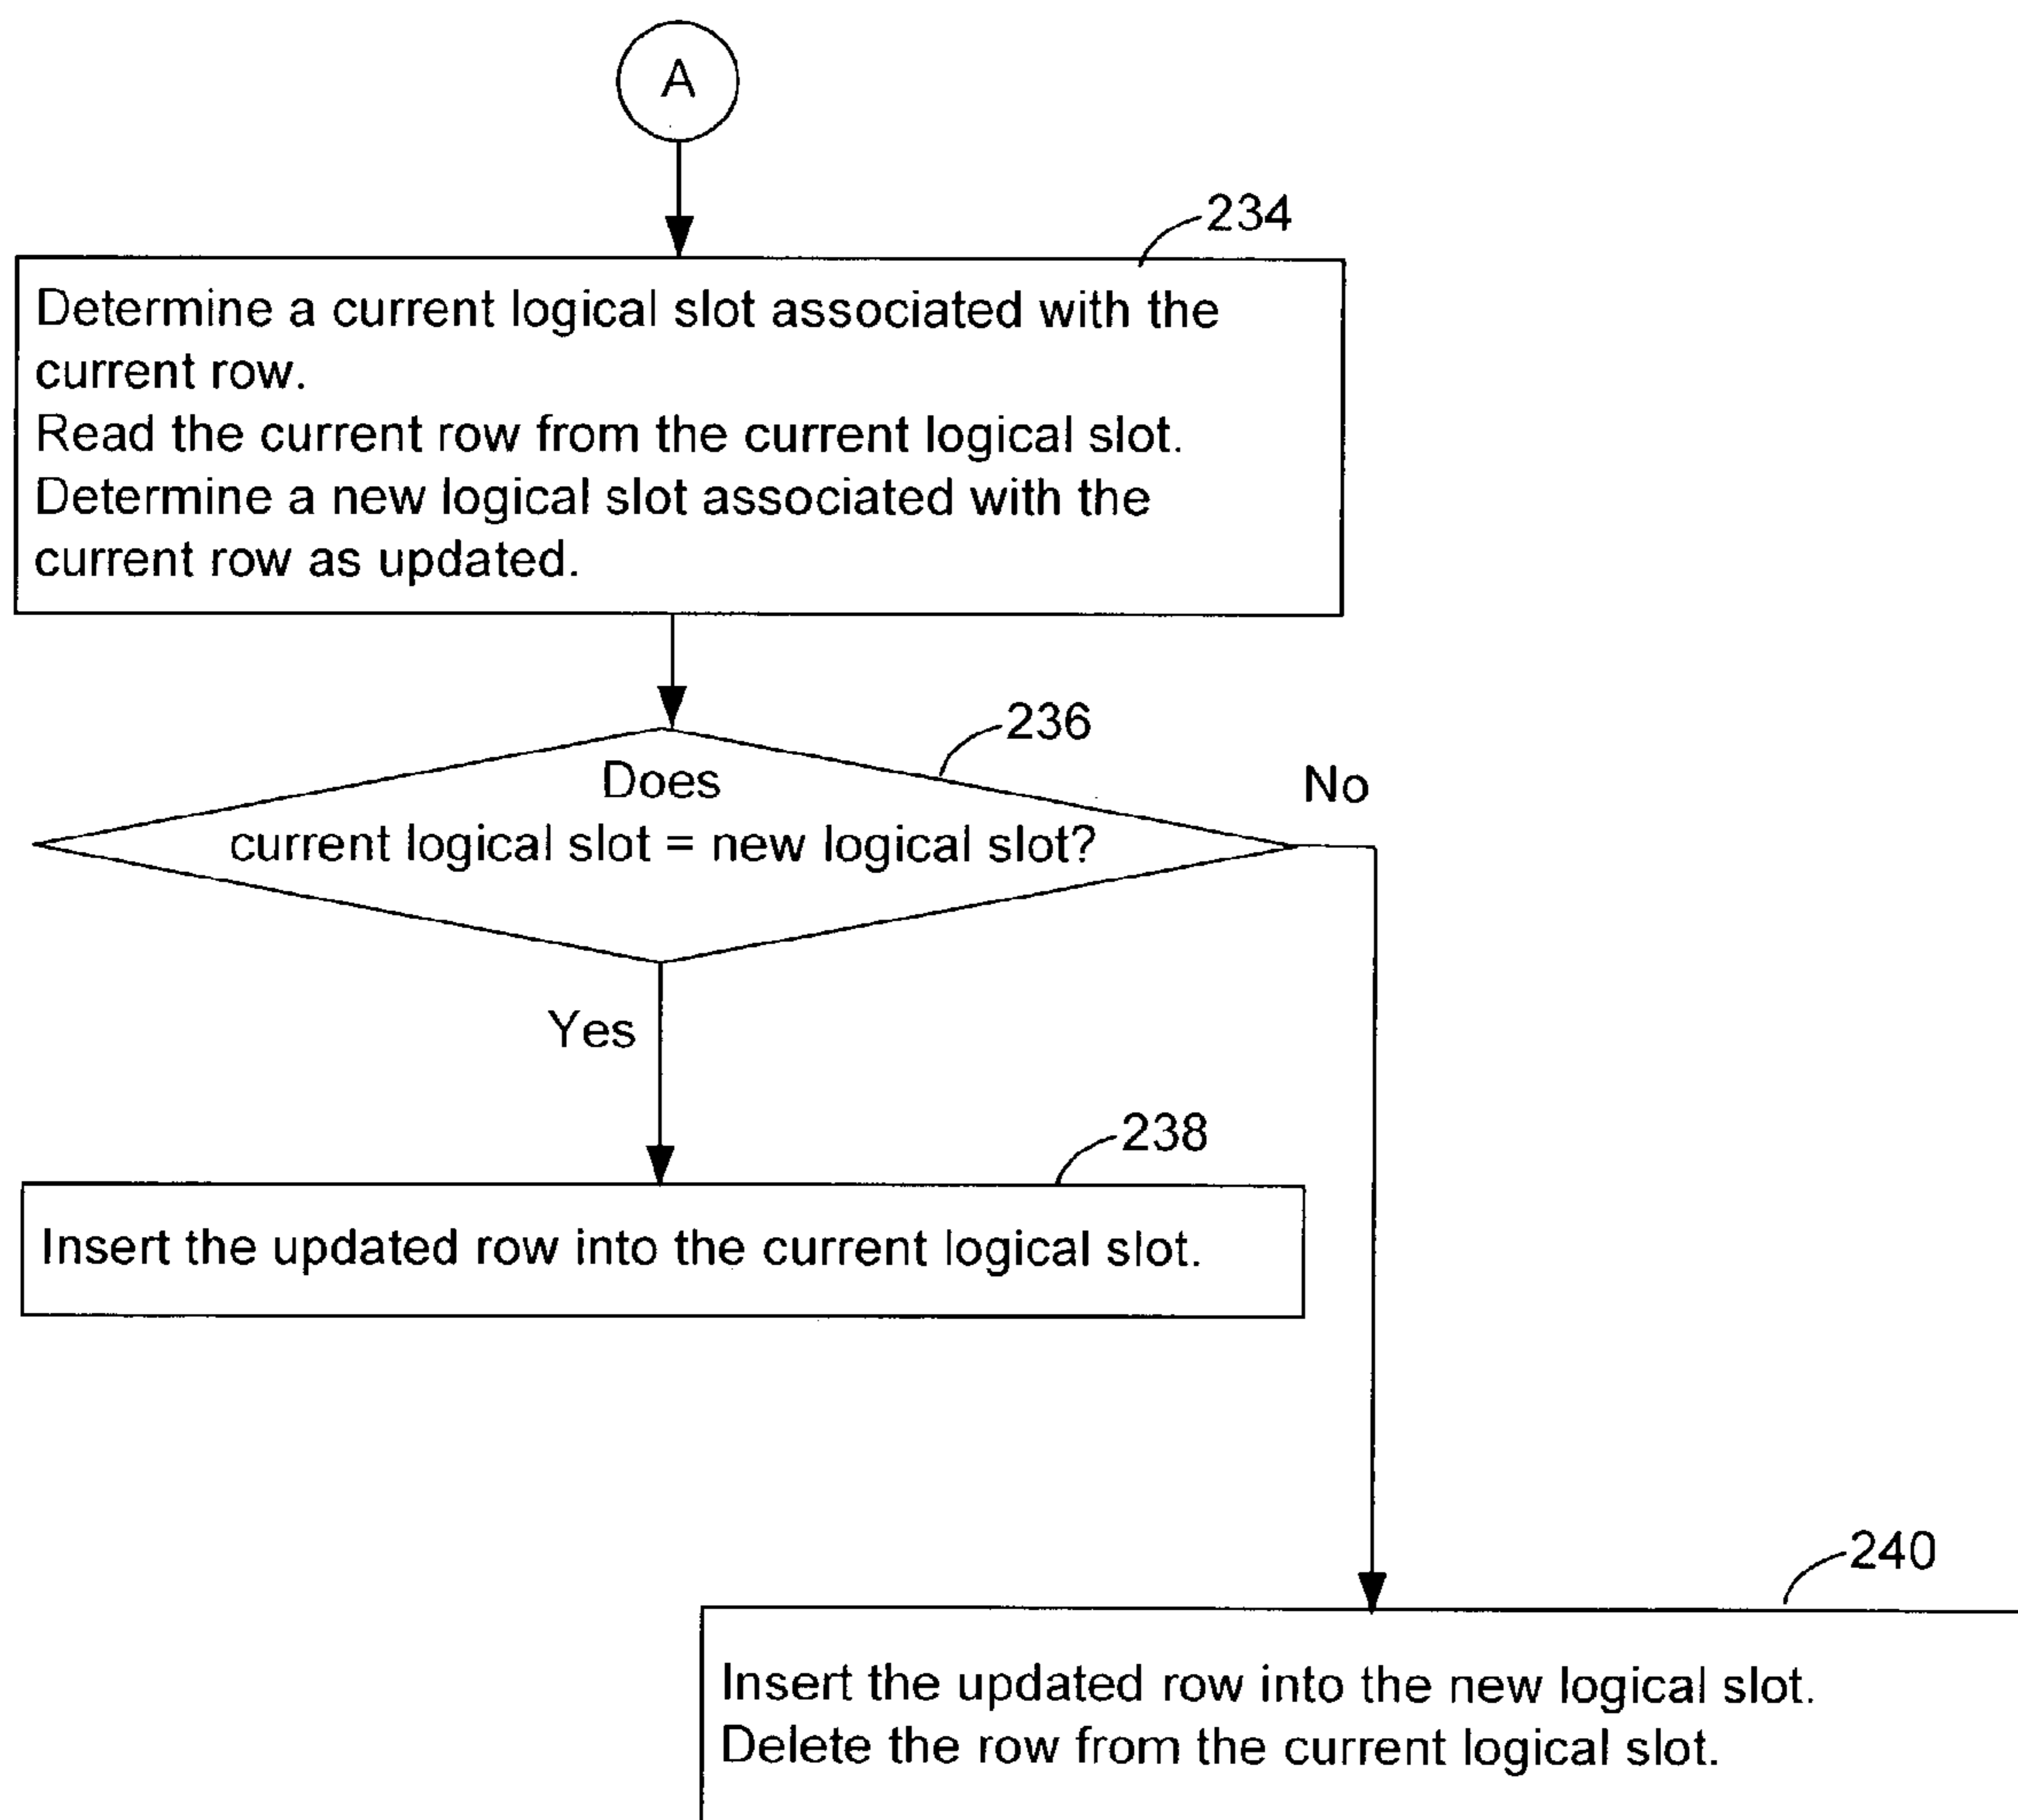 A
234
Determine a current logical slot associated with the
current row.
Read the current row from the current logical slot.
Determine a new logical slot associated with the
current row as updated.
236
Does
current logical slot = new logical slot?
No
Yes
238
Insert the updated row into the current logical slot.
240
Insert the updated row into the new logical slot.
Delete the row from the current logical slot.